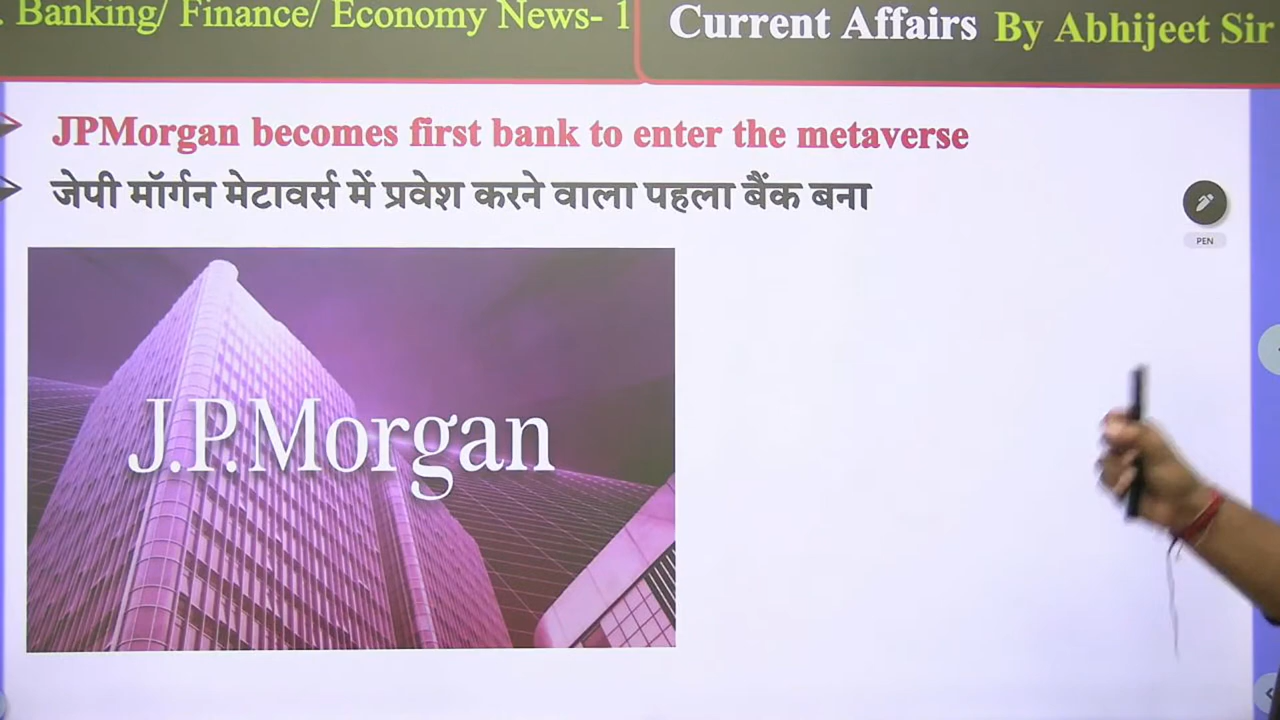 . Banking/ Finance/ Economy News- 1
Current Affairs By Abhijeet Sir
JPMorgan becomes first bank to enter the metaverse
जेपी मॉर्गन मेटावर्स में प्रवेश करने वाला पहला बैंक बना
PEN
J.P.Morgan